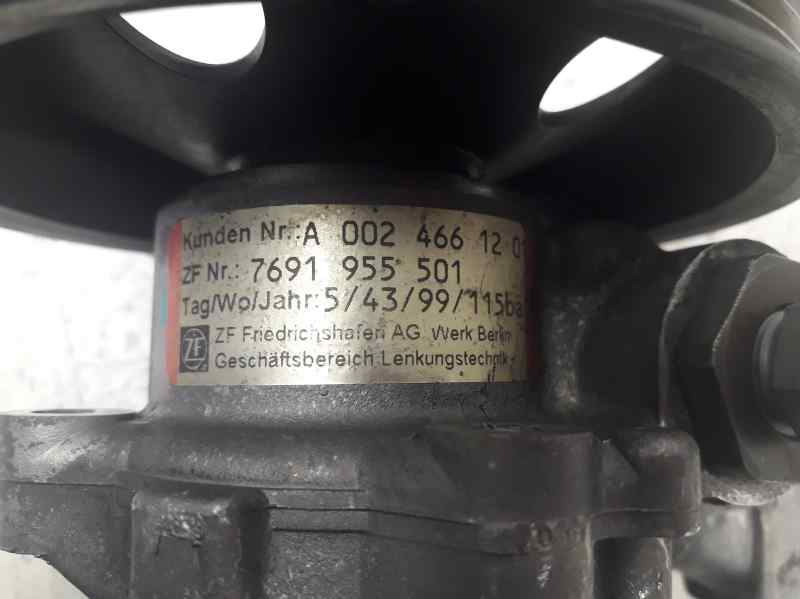 Kunden Nr.: A 002 466 12 01
ZF Nr.: 7691 955 501
Tag/Wo/Jahr: 5/43/99/115ba
ZF ZF Friedrichshafen AG Werk Berlin
Geschäftsbereich Lenkungstechnik